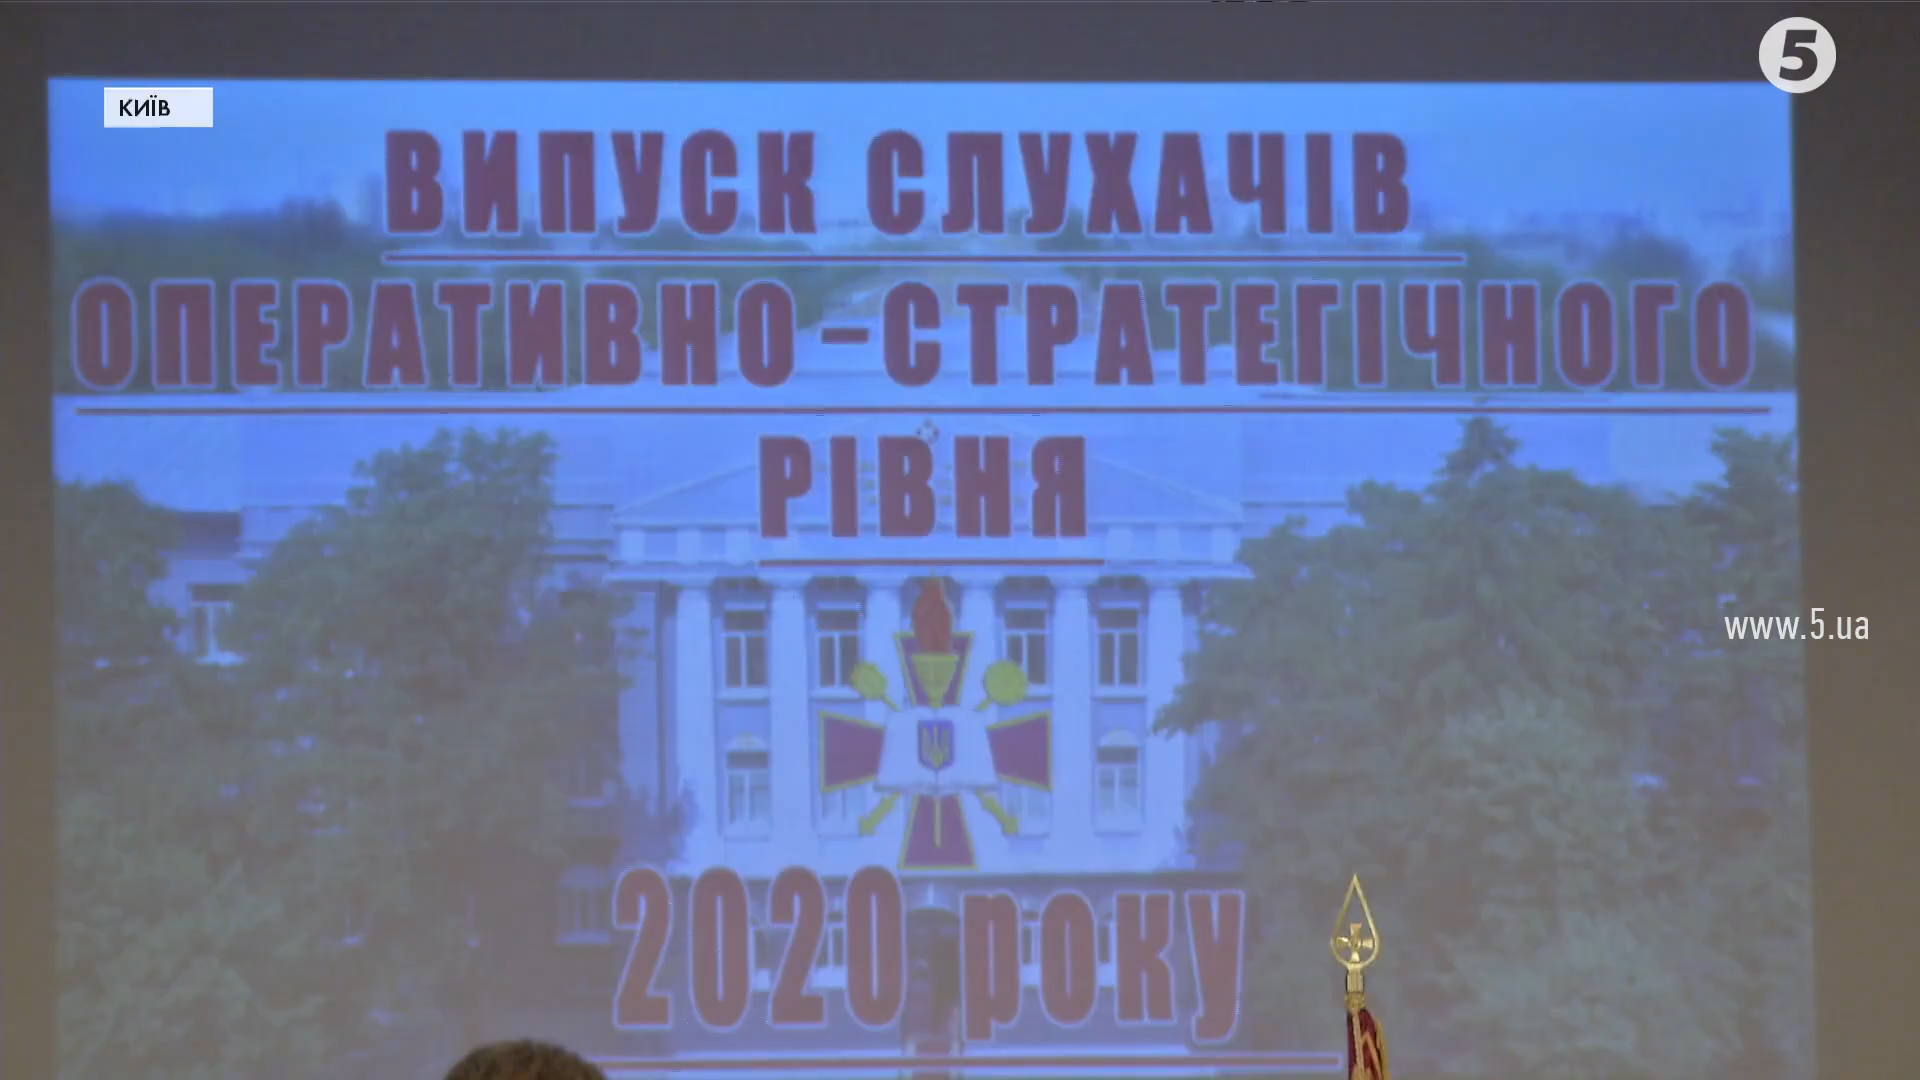 5
КИЇВ
ВИПУСК СЛУХАЧІВ
ОПЕРАТИВНО-СТРАТЕГІЧНОГО
РІВНЯ
www.5.ua
2020 року